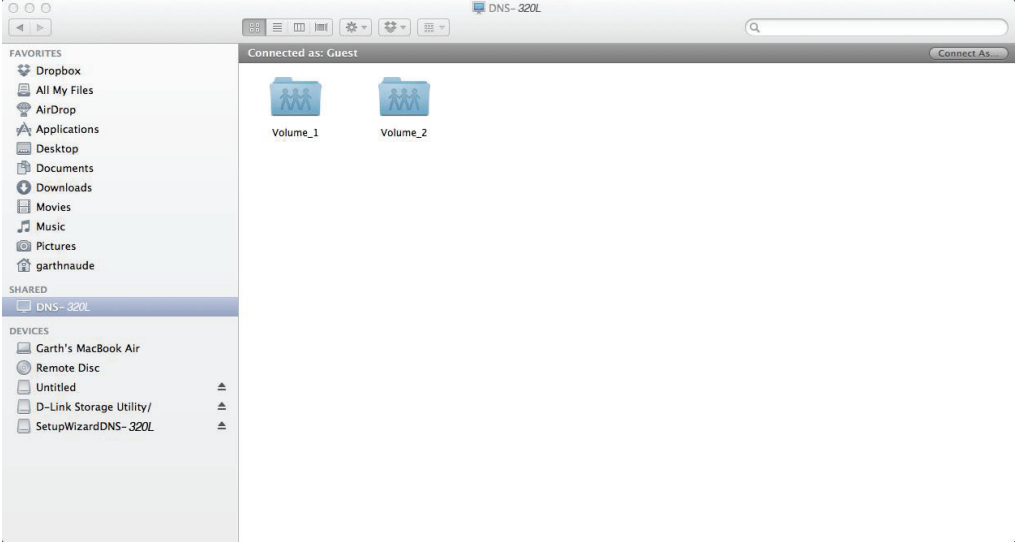 DNS-320L
FAVORITES
Connected as: Guest
Connect As...
Dropbox
All My Files
AirDrop
Applications
Desktop
Documents
Downloads
Movies
Music
Pictures
garthnaude
SHARED
DNS-320L
DEVICES
Garth's MacBook Air
Remote Disc
Untitled
D-Link Storage Utility/
SetupWizardDNS-320L
Volume_1
Volume_2